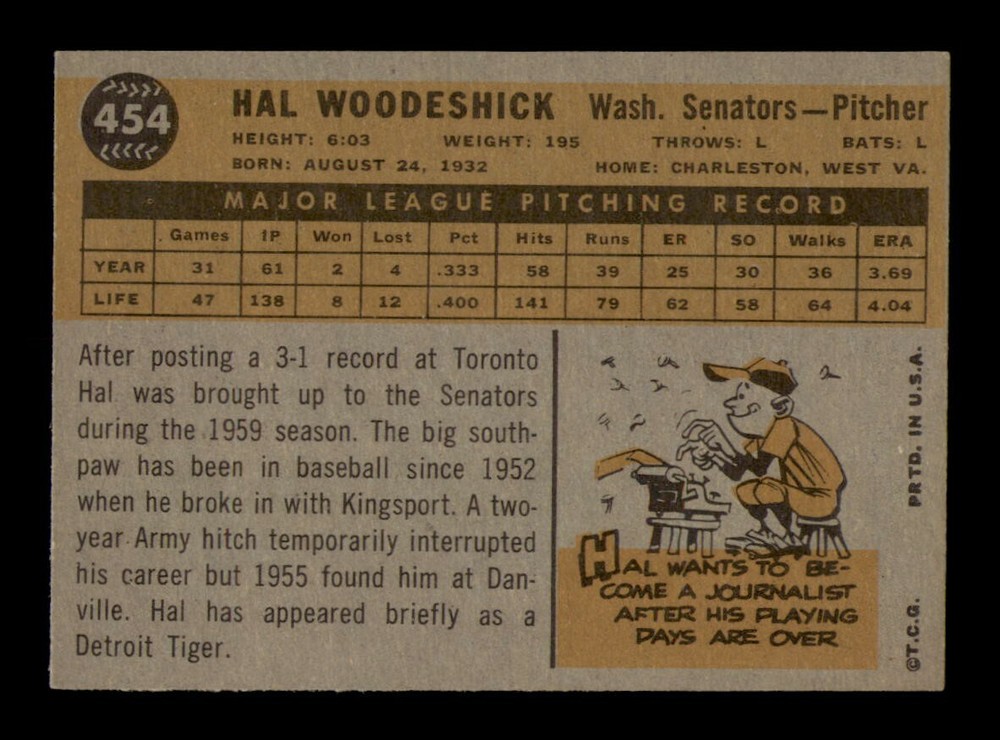 454
HAL WOODESHICK Wash. Senators—Pitcher
HEIGHT: 6:03 WEIGHT: 195 THROWS: L BATS: L
BORN: AUGUST 24, 1932 HOME: CHARLESTON, WEST VA.
MAJOR LEAGUE PITCHING RECORD
Games IP Won Lost Pct Hits Runs ER SO Walks ERA
YEAR 31 61 2 4 .333 58 39 25 30 36 3.69
LIFE 47 138 8 12 .400 141 79 62 58 64 4.04
After posting a 3-1 record at Toronto
Hal was brought up to the Senators
during the 1959 season. The big south-
paw has been in baseball since 1952
when he broke in with Kingsport. A two-
year Army hitch temporarily interrupted
his career but 1955 found him at Dan-
ville. Hal has appeared briefly as a
Detroit Tiger.
HAL WANTS TO BE-
COME A JOURNALIST
AFTER HIS PLAYING
DAYS ARE OVER
©T.C.G. PRTD. IN U.S.A.